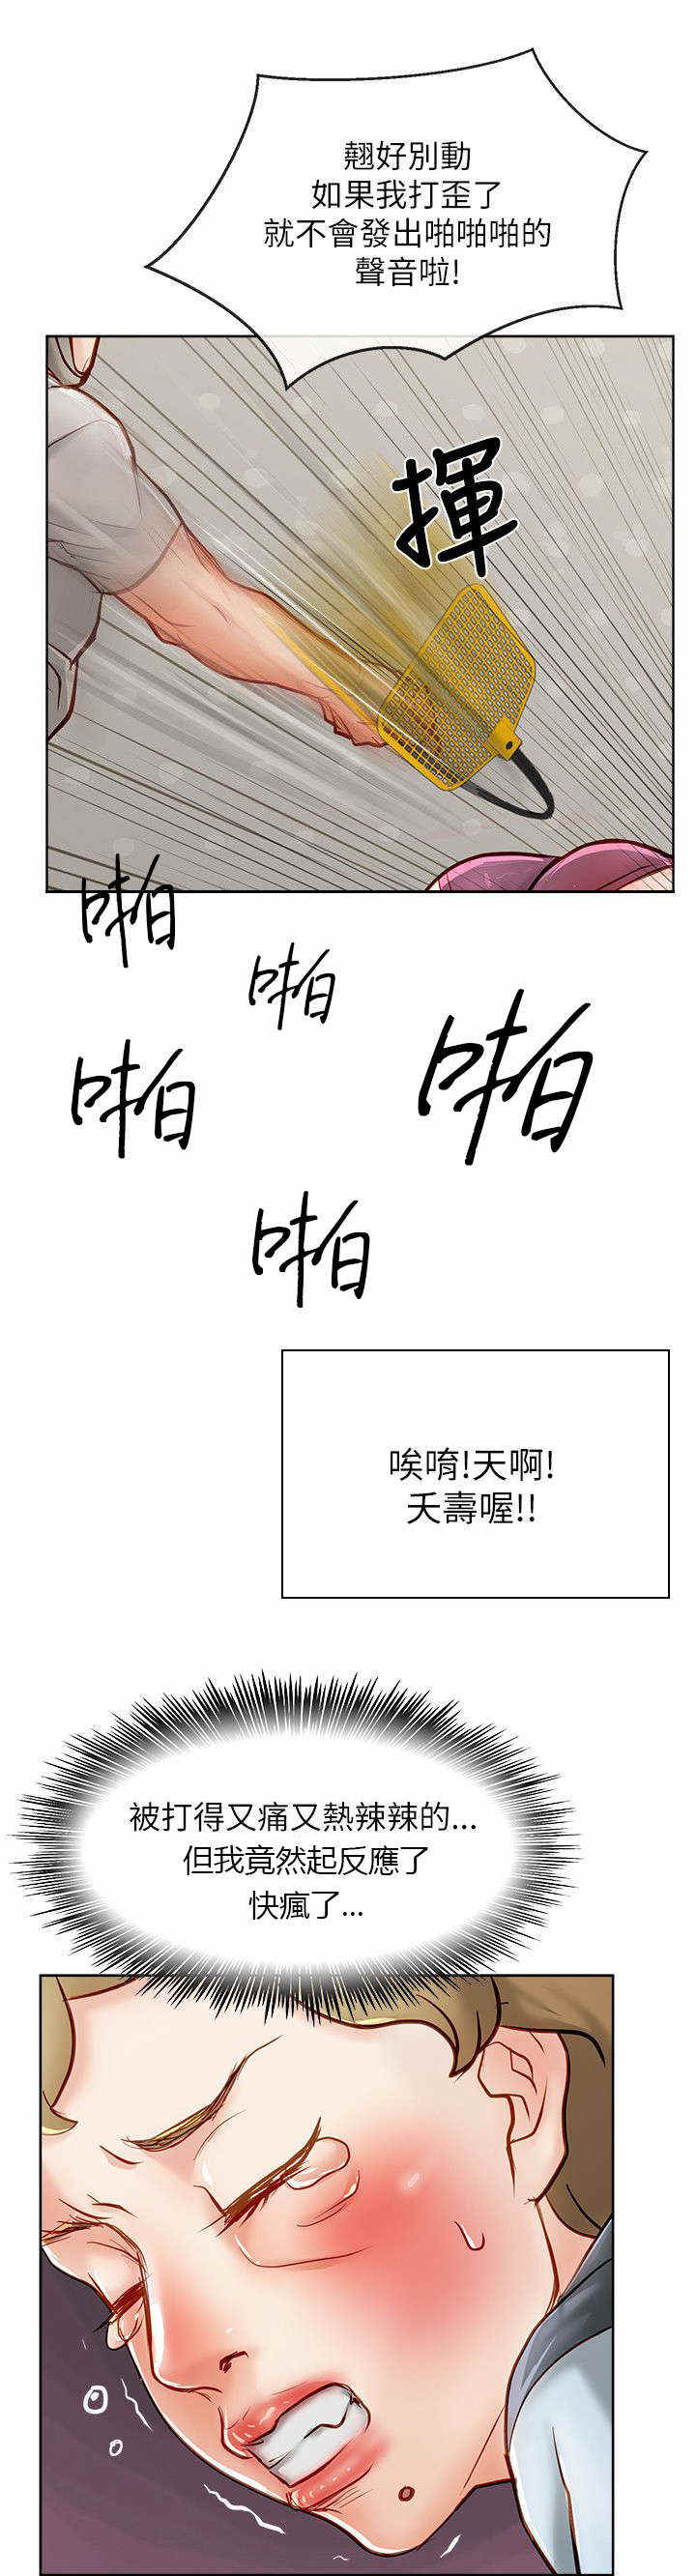 翹好別動
如果我打歪了
就不會發出啪啪啪的
聲音啦!
揮
啪
啪
啪
啪
啪
唉唷!天啊!
夭壽喔!!
被打得又痛又熱辣辣的...
但我竟然起反應了
快瘋了...